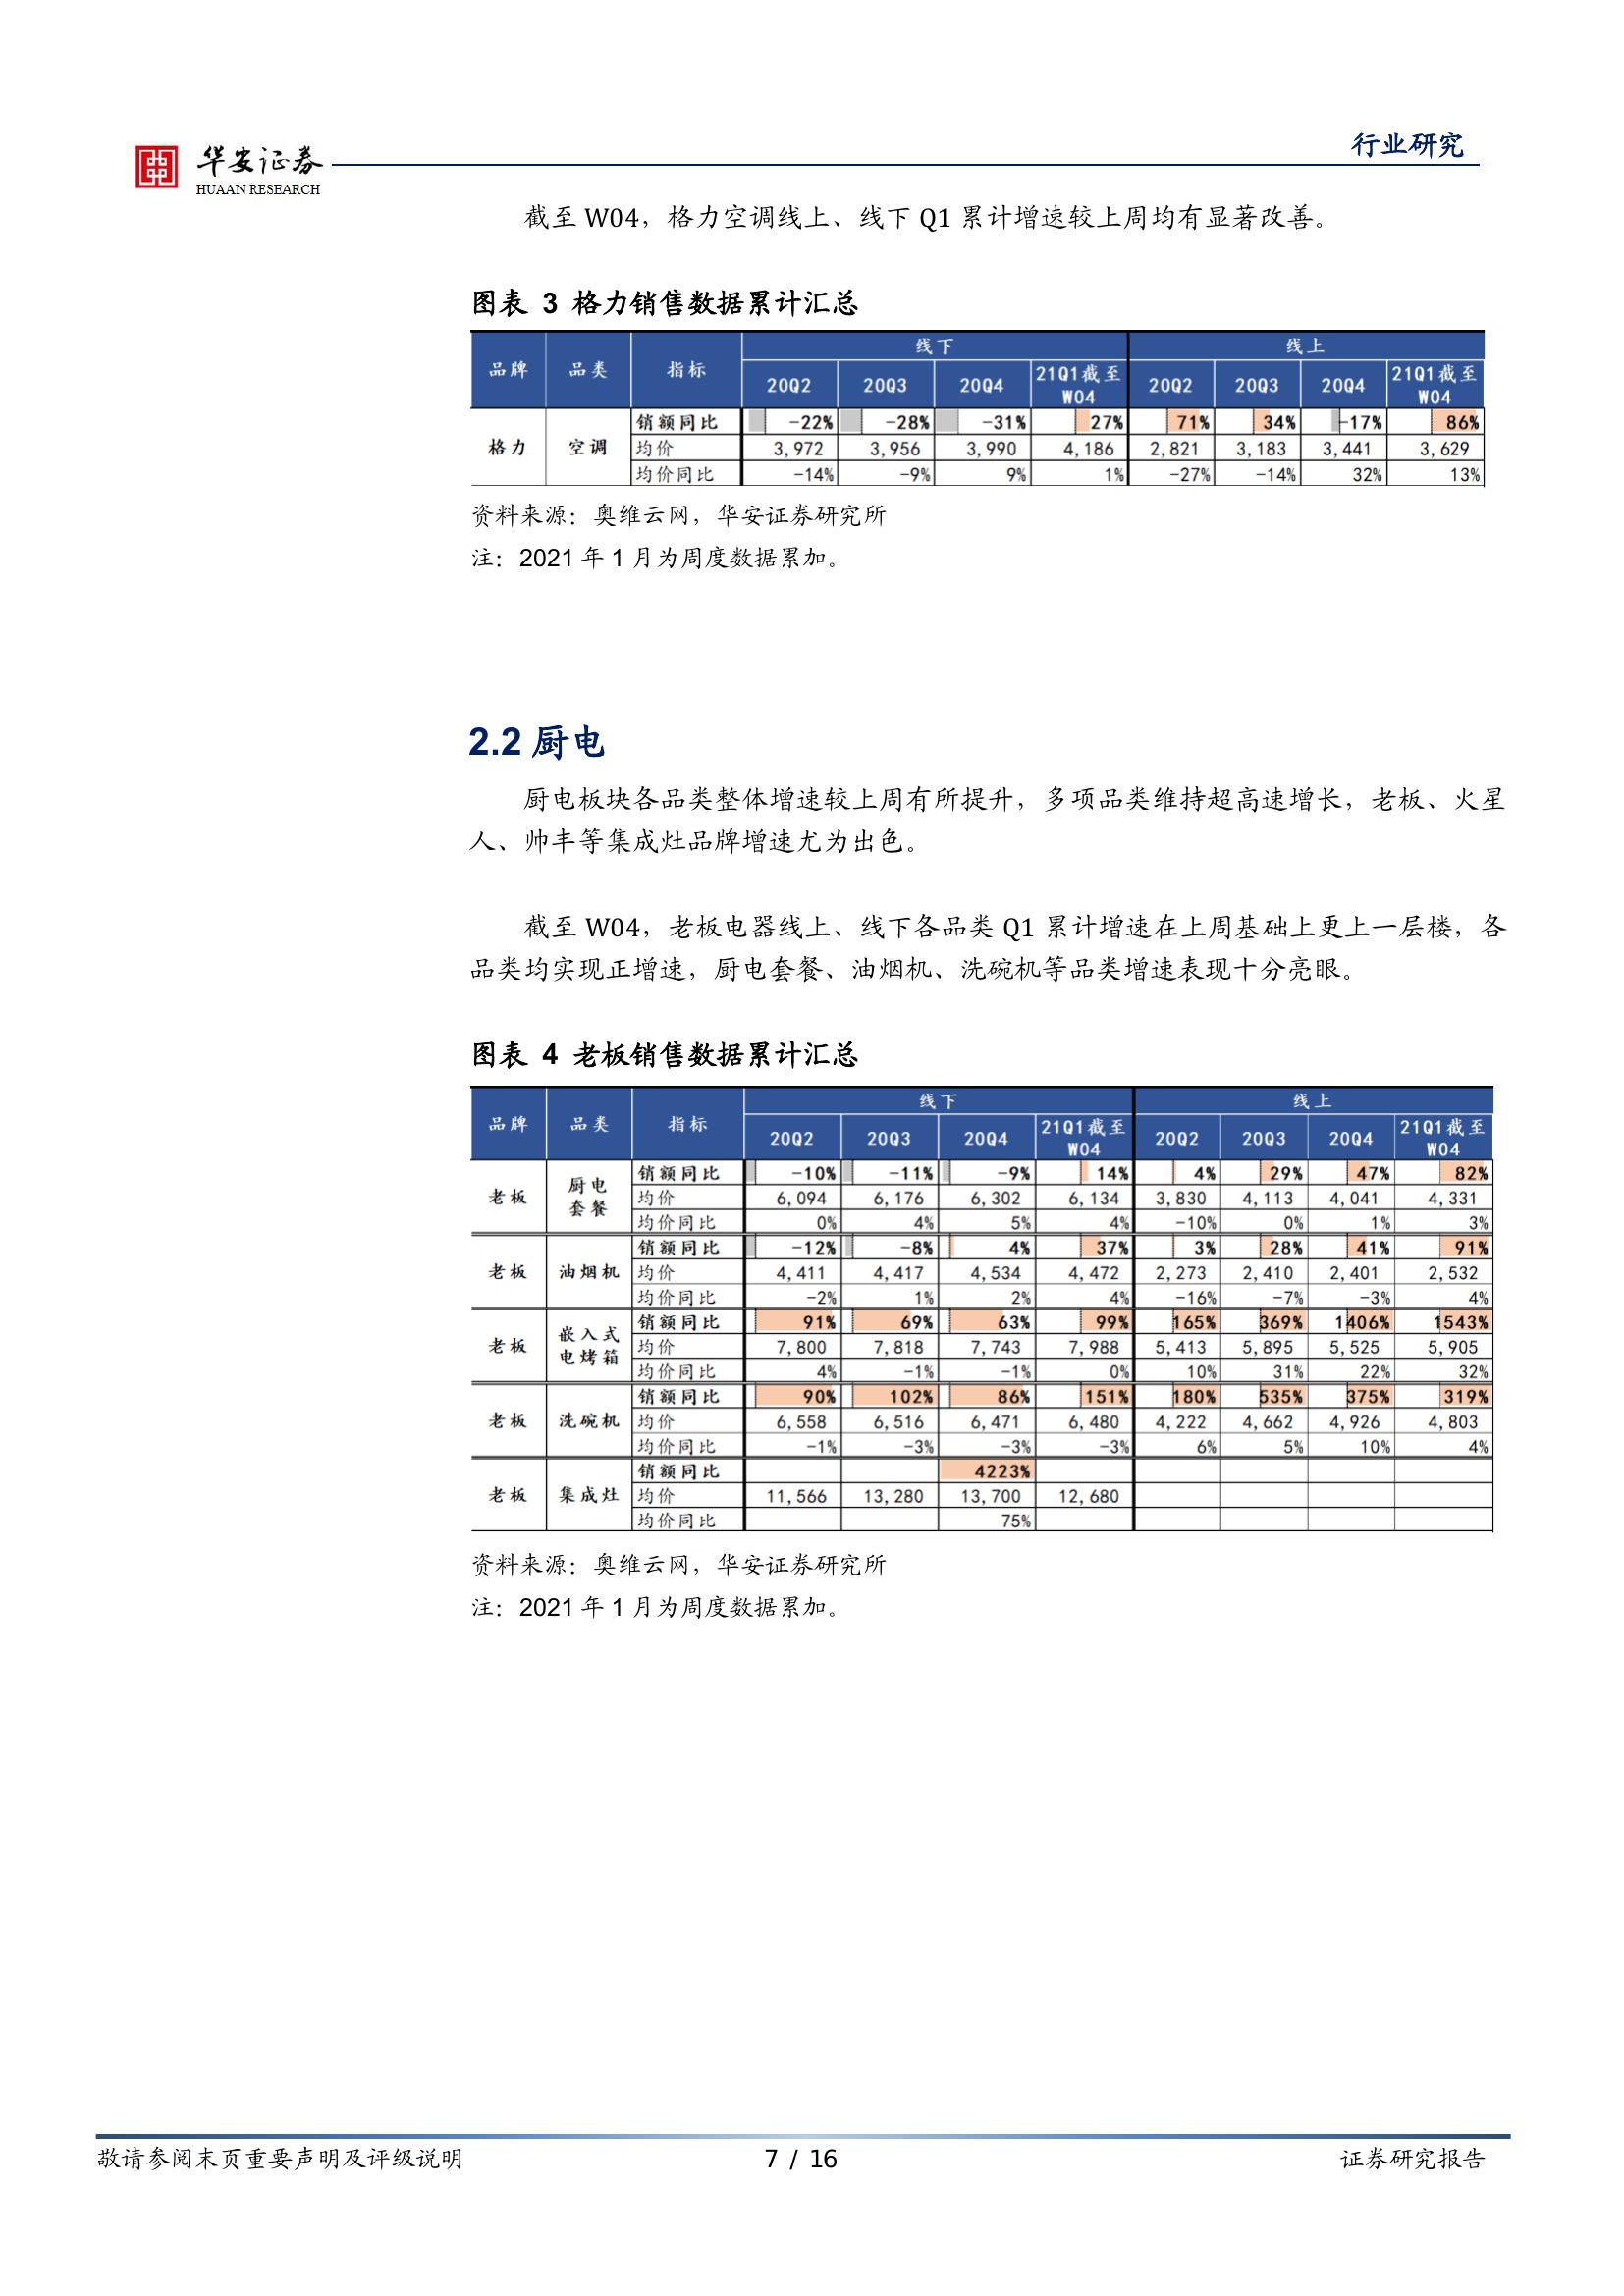 华安证券
HUAAN RESEARCH
行业研究
截至 W04，格力空调线上、线下 Q1 累计增速较上周均有显著改善。
图表 3 格力销售数据累计汇总
品牌 品类 指标 线下 线上
20Q2 20Q3 20Q4 21Q1截至W04 20Q2 20Q3 20Q4 21Q1截至W04
格力 空调 销额同比 -22% -28% -31% 27% 71% 34% -17% 86%
均价 3,972 3,956 3,990 4,186 2,821 3,183 3,441 3,629
均价同比 -14% -9% 9% 1% -27% -14% 32% 13%
资料来源：奥维云网，华安证券研究所
注：2021 年 1 月为周度数据累加。
2.2 厨电
厨电板块各品类整体增速较上周有所提升，多项品类维持超高速增长，老板、火星
人、帅丰等集成灶品牌增速尤为出色。
截至 W04，老板电器线上、线下各品类 Q1 累计增速在上周基础上更上一层楼，各
品类均实现正增速，厨电套餐、油烟机、洗碗机等品类增速表现十分亮眼。
图表 4 老板销售数据累计汇总
品牌 品类 指标 线下 线上
20Q2 20Q3 20Q4 21Q1截至W04 20Q2 20Q3 20Q4 21Q1截至W04
老板 厨电套餐 销额同比 -10% -11% -9% 14% 4% 29% 47% 82%
均价 6,094 6,176 6,302 6,134 3,830 4,113 4,041 4,331
均价同比 0% 4% 5% 4% -10% 0% 1% 3%
老板 油烟机 销额同比 -12% -8% 4% 37% 3% 28% 41% 91%
均价 4,411 4,417 4,534 4,472 2,273 2,410 2,401 2,532
均价同比 -2% 1% 2% 4% -16% -7% -3% 4%
老板 嵌入式电烤箱 销额同比 91% 69% 63% 99% 165% 369% 1406% 1543%
均价 7,800 7,818 7,743 7,988 5,413 5,895 5,525 5,905
均价同比 4% -1% -1% 0% 10% 31% 22% 32%
老板 洗碗机 销额同比 90% 102% 86% 151% 180% 535% 375% 319%
均价 6,558 6,516 6,471 6,480 4,222 4,662 4,926 4,803
均价同比 -1% -3% -3% -3% 6% 5% 10% 4%
老板 集成灶 销额同比 4223%
均价 11,566 13,280 13,700 12,680
均价同比 75%
资料来源：奥维云网，华安证券研究所
注：2021 年 1 月为周度数据累加。
敬请参阅末页重要声明及评级说明 7 / 16 证券研究报告